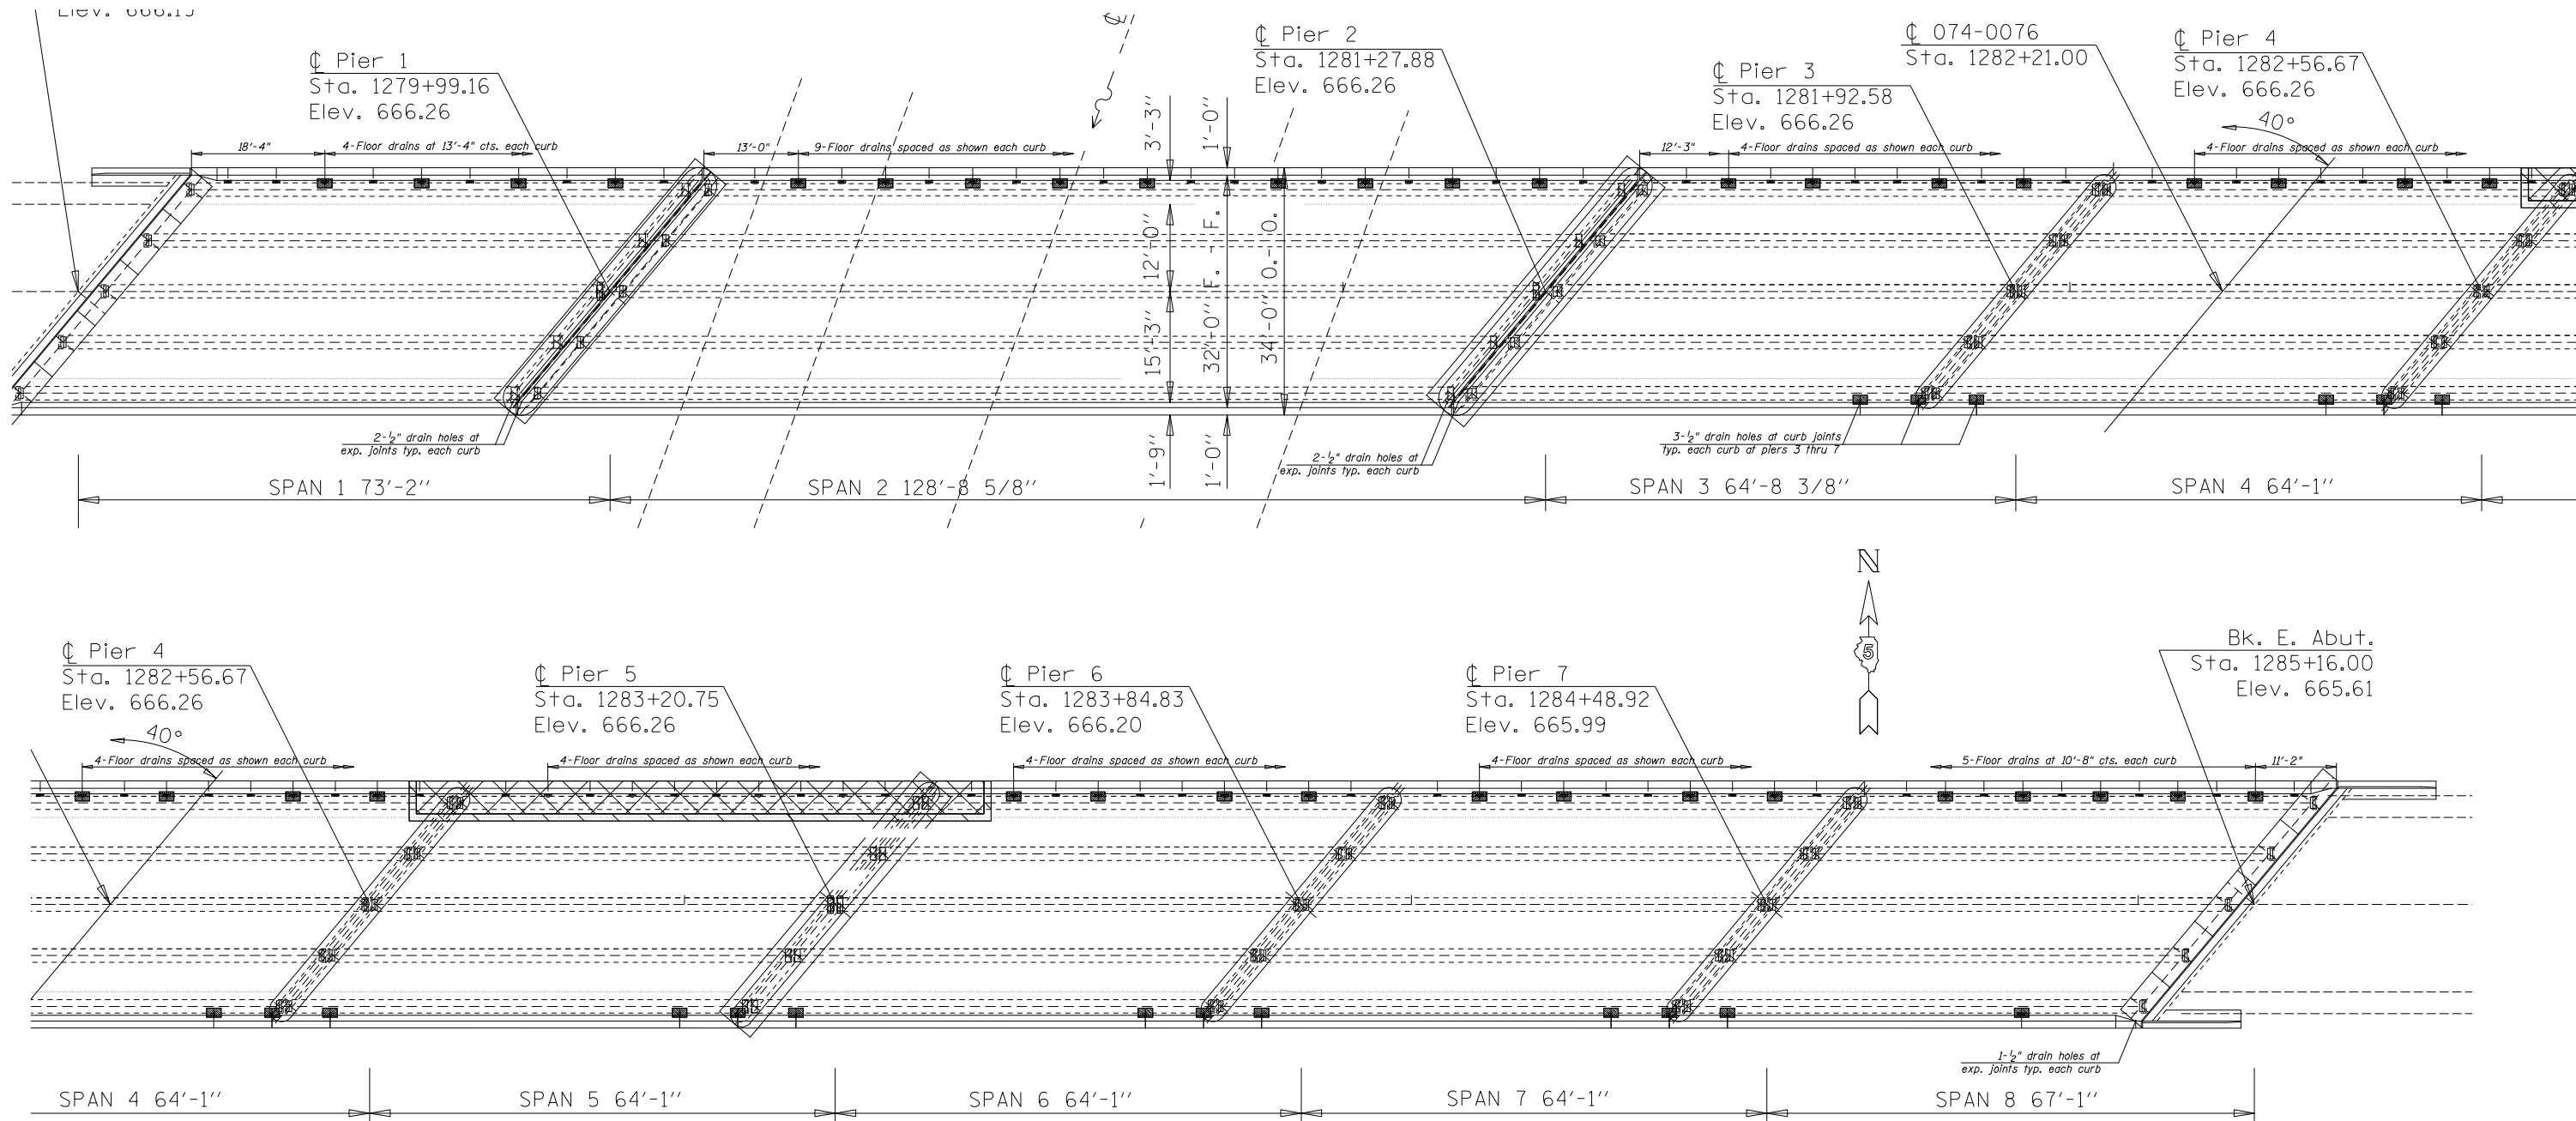 Elev. 666.15
℄ Pier 1
Sta. 1279+99.16
Elev. 666.26
℄
℄ Pier 2
Sta. 1281+27.88
Elev. 666.26
℄ Pier 3
Sta. 1281+92.58
Elev. 666.26
℄ 074-0076
Sta. 1282+21.00
℄ Pier 4
Sta. 1282+56.67
Elev. 666.26
40°
18'-4"
4-Floor drains at 13'-4" cts. each curb
13'-0"
9-Floor drains spaced as shown each curb
3'-3"
1'-0"
12'-3"
4-Floor drains spaced as shown each curb
4-Floor drains spaced as shown each curb
12'-0"
15'-3"
32'-0" F. - F.
34'-0" O.-O.
1'-9"
1'-0"
2-½" drain holes at
exp. joints typ. each curb
2-½" drain holes at
exp. joints typ. each curb
3-½" drain holes at curb joints
typ. each curb at piers 3 thru 7
SPAN 1 73'-2"
SPAN 2 128'-8 5/8"
SPAN 3 64'-8 3/8"
SPAN 4 64'-1"
N
5
℄ Pier 4
Sta. 1282+56.67
Elev. 666.26
40°
℄ Pier 5
Sta. 1283+20.75
Elev. 666.26
℄ Pier 6
Sta. 1283+84.83
Elev. 666.20
℄ Pier 7
Sta. 1284+48.92
Elev. 665.99
Bk. E. Abut.
Sta. 1285+16.00
Elev. 665.61
4-Floor drains spaced as shown each curb
4-Floor drains spaced as shown each curb
4-Floor drains spaced as shown each curb
4-Floor drains spaced as shown each curb
5-Floor drains at 10'-8" cts. each curb
11'-2"
1-½" drain holes at
exp. joints typ. each curb
SPAN 4 64'-1"
SPAN 5 64'-1"
SPAN 6 64'-1"
SPAN 7 64'-1"
SPAN 8 67'-1"